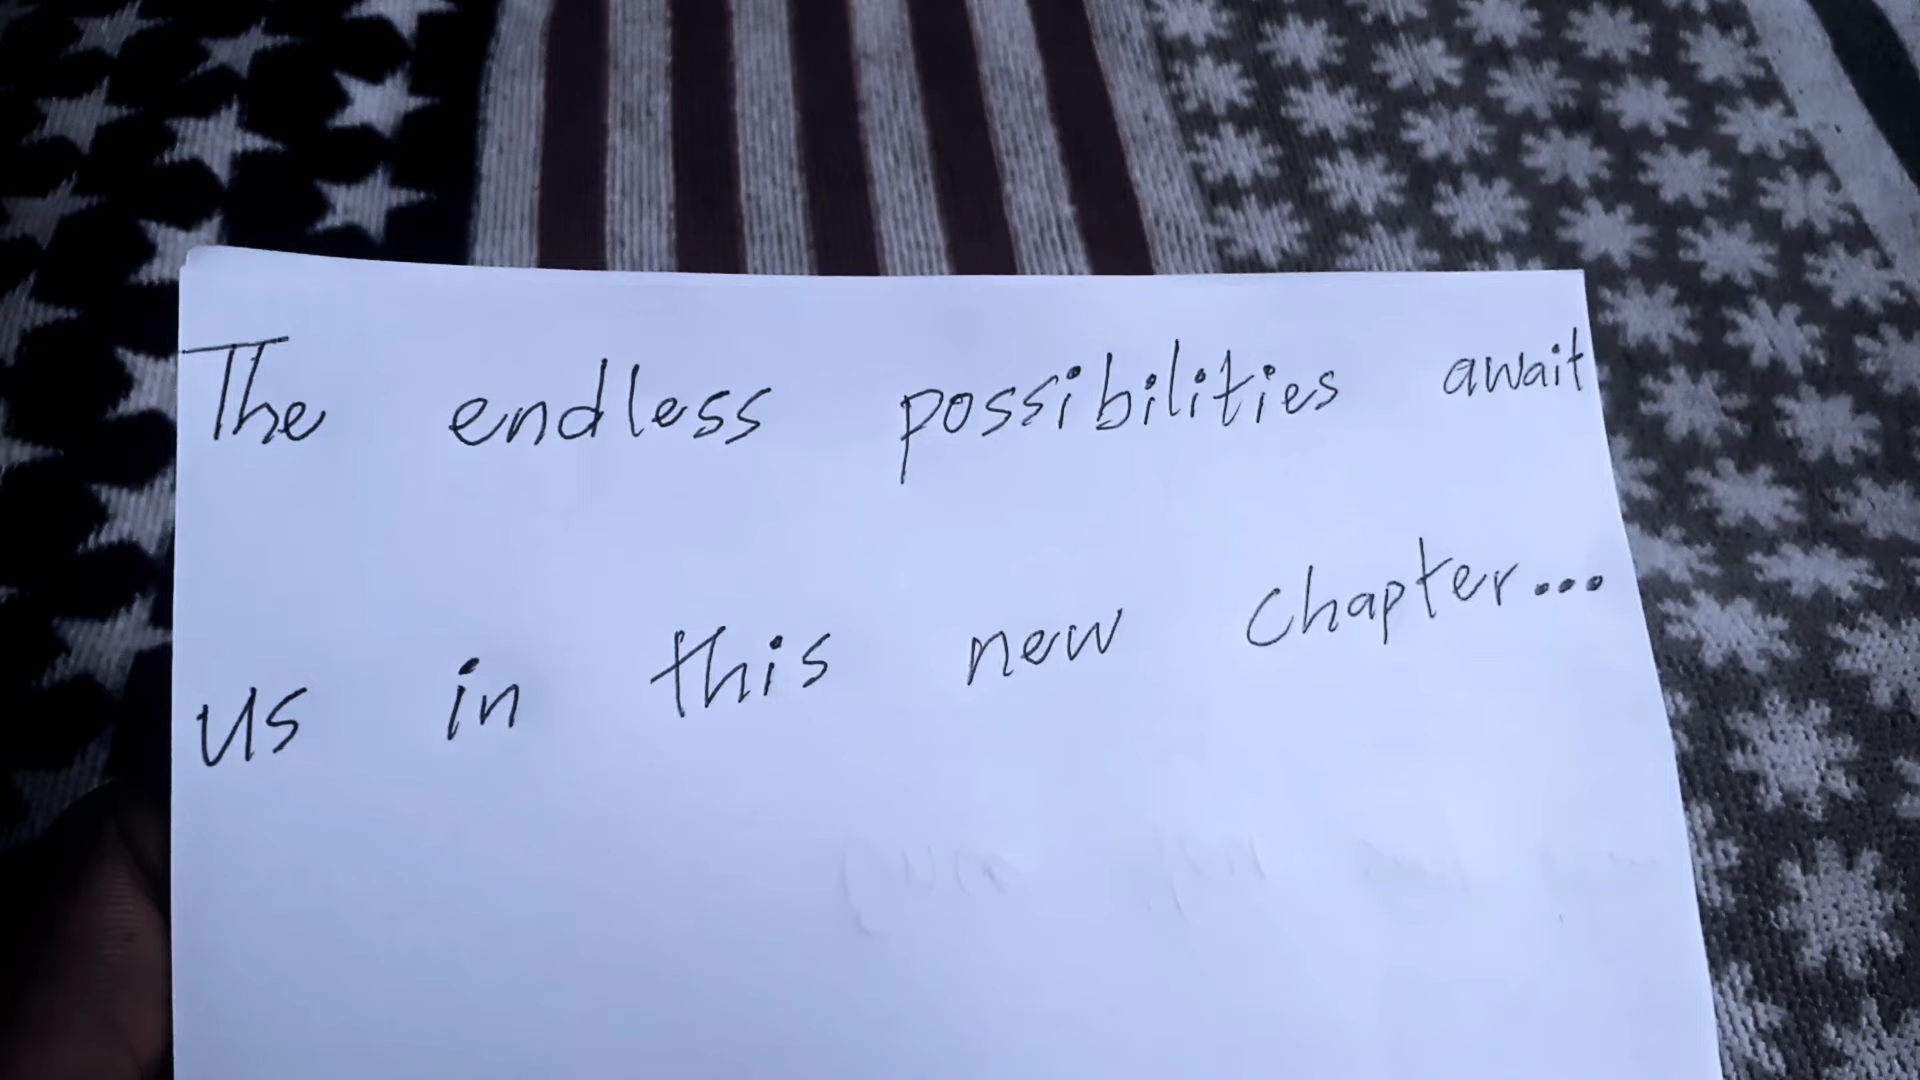 The endless possibilities await
us in this new chapter...